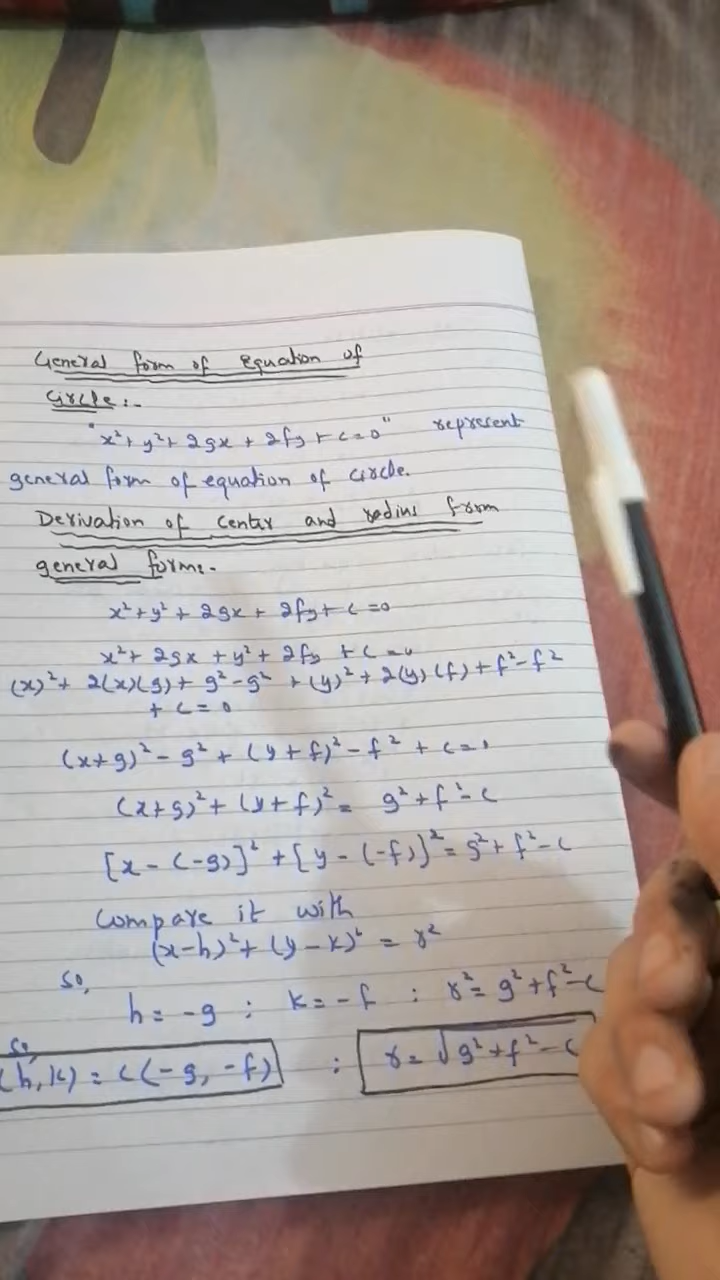 General form of Equation of
Circle:-
"x²+y²+2gx+2fy+c=0" represent
general form of equation of circle.
Derivation of center and radius from
general form:-
x²+y²+2gx+2fy+c=0
x²+2gx+y²+2fy+c=0
(x)²+2(x)(g)+g²-g²+(y)²+2(y)(f)+f²-f²
+c=0
(x+g)²-g²+(y+f)²-f²+c=0
(x+g)²+(y+f)²=g²+f²-c
[x-(-g)]²+[y-(-f)]²=g²+f²-c
Compare it with
(x-h)²+(y-k)²=r²
So,
h=-g : k=-f : r²=g²+f²-c
So
(h,k)=C(-g,-f) : r=√g²+f²-c